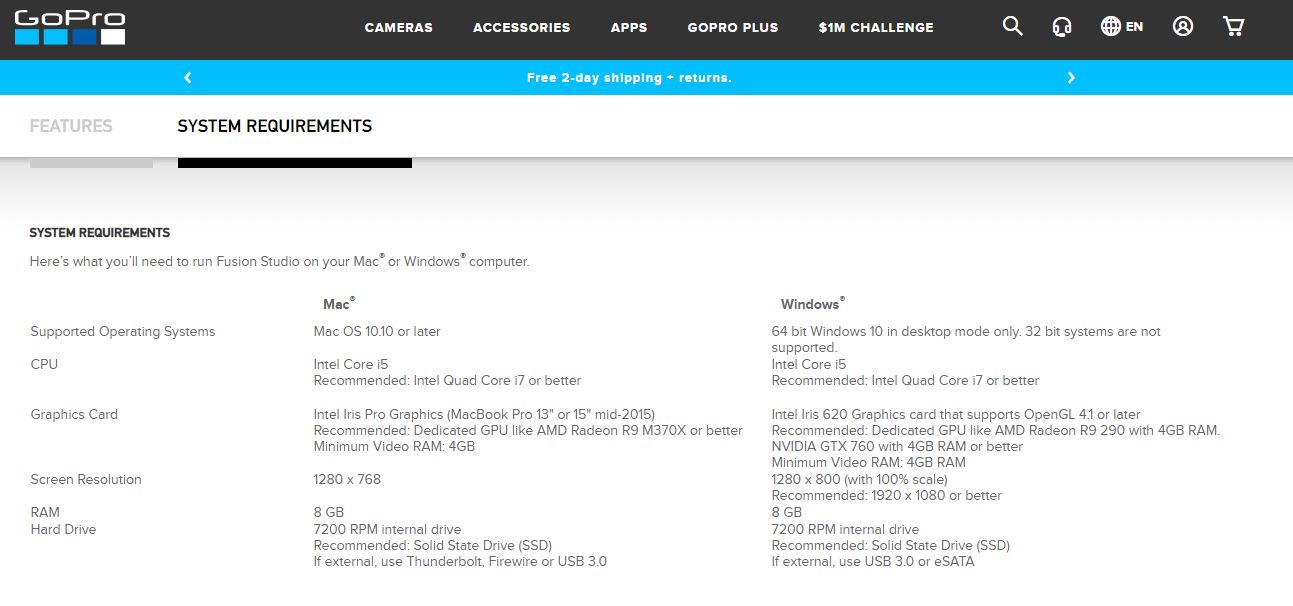 GoPro
CAMERAS ACCESSORIES APPS GOPRO PLUS $1M CHALLENGE EN
Free 2-day shipping + returns.
FEATURES SYSTEM REQUIREMENTS
SYSTEM REQUIREMENTS
Here's what you'll need to run Fusion Studio on your Mac® or Windows® computer.
Mac® Windows®
Supported Operating Systems Mac OS 10.10 or later 64 bit Windows 10 in desktop mode only. 32 bit systems are not
supported.
CPU Intel Core i5 Intel Core i5
Recommended: Intel Quad Core i7 or better Recommended: Intel Quad Core i7 or better
Graphics Card Intel Iris Pro Graphics (MacBook Pro 13" or 15" mid-2015) Intel Iris 620 Graphics card that supports OpenGL 4.1 or later
Recommended: Dedicated GPU like AMD Radeon R9 M370X or better Recommended: Dedicated GPU like AMD Radeon R9 290 with 4GB RAM.
Minimum Video RAM: 4GB NVIDIA GTX 760 with 4GB RAM or better
Minimum Video RAM: 4GB RAM
Screen Resolution 1280 x 768 1280 x 800 (with 100% scale)
Recommended: 1920 x 1080 or better
RAM 8 GB 8 GB
Hard Drive 7200 RPM internal drive 7200 RPM internal drive
Recommended: Solid State Drive (SSD) Recommended: Solid State Drive (SSD)
If external, use Thunderbolt, Firewire or USB 3.0 If external, use USB 3.0 or eSATA